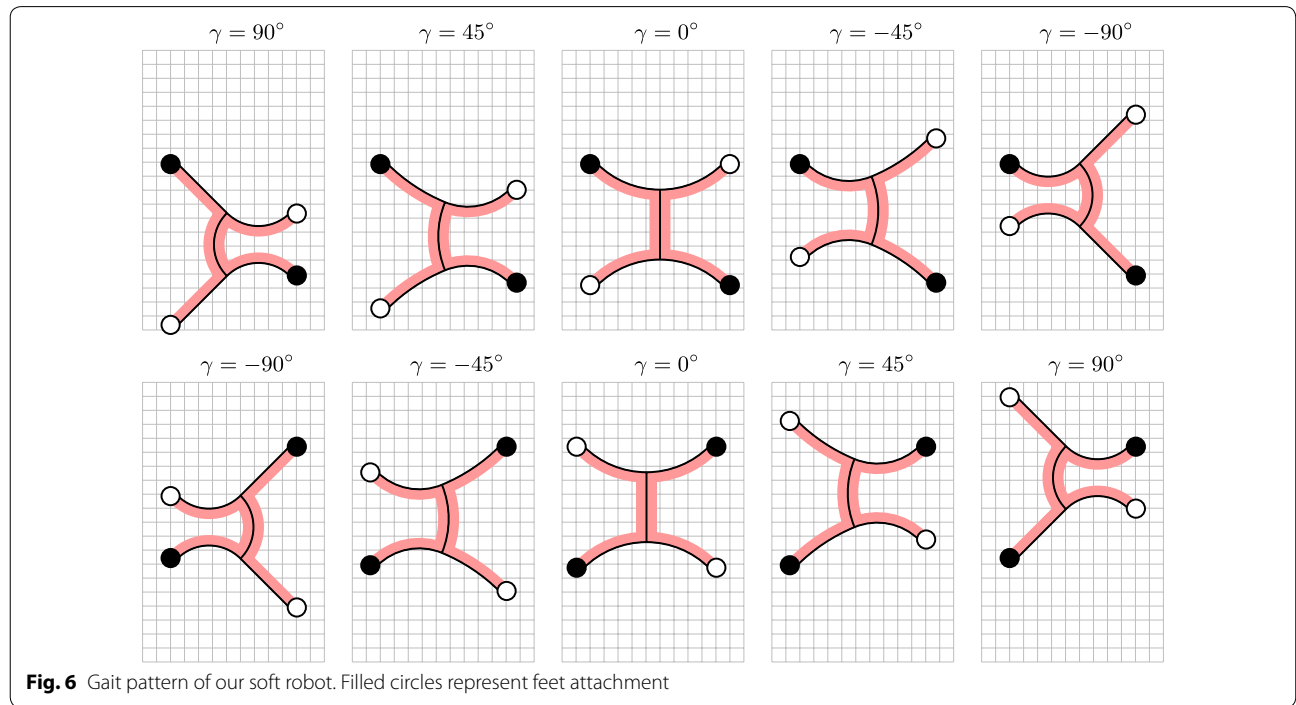 γ = 90° γ = 45° γ = 0° γ = −45° γ = −90°
γ = −90° γ = −45° γ = 0° γ = 45° γ = 90°
Fig. 6 Gait pattern of our soft robot. Filled circles represent feet attachment